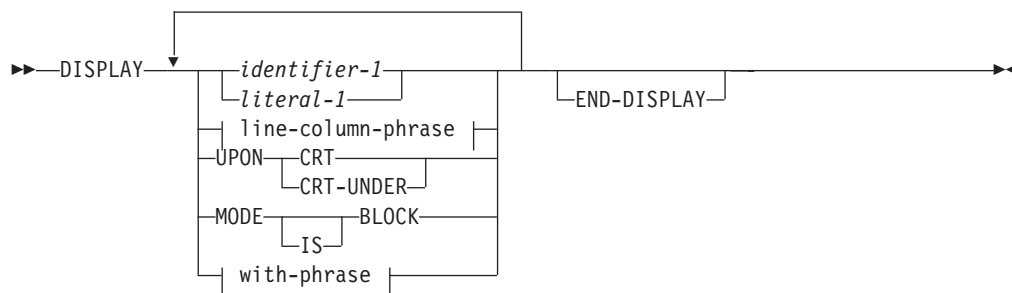 DISPLAY identifier-1
literal-1 END-DISPLAY
line-column-phrase
UPON CRT
CRT-UNDER
MODE BLOCK
IS
with-phrase